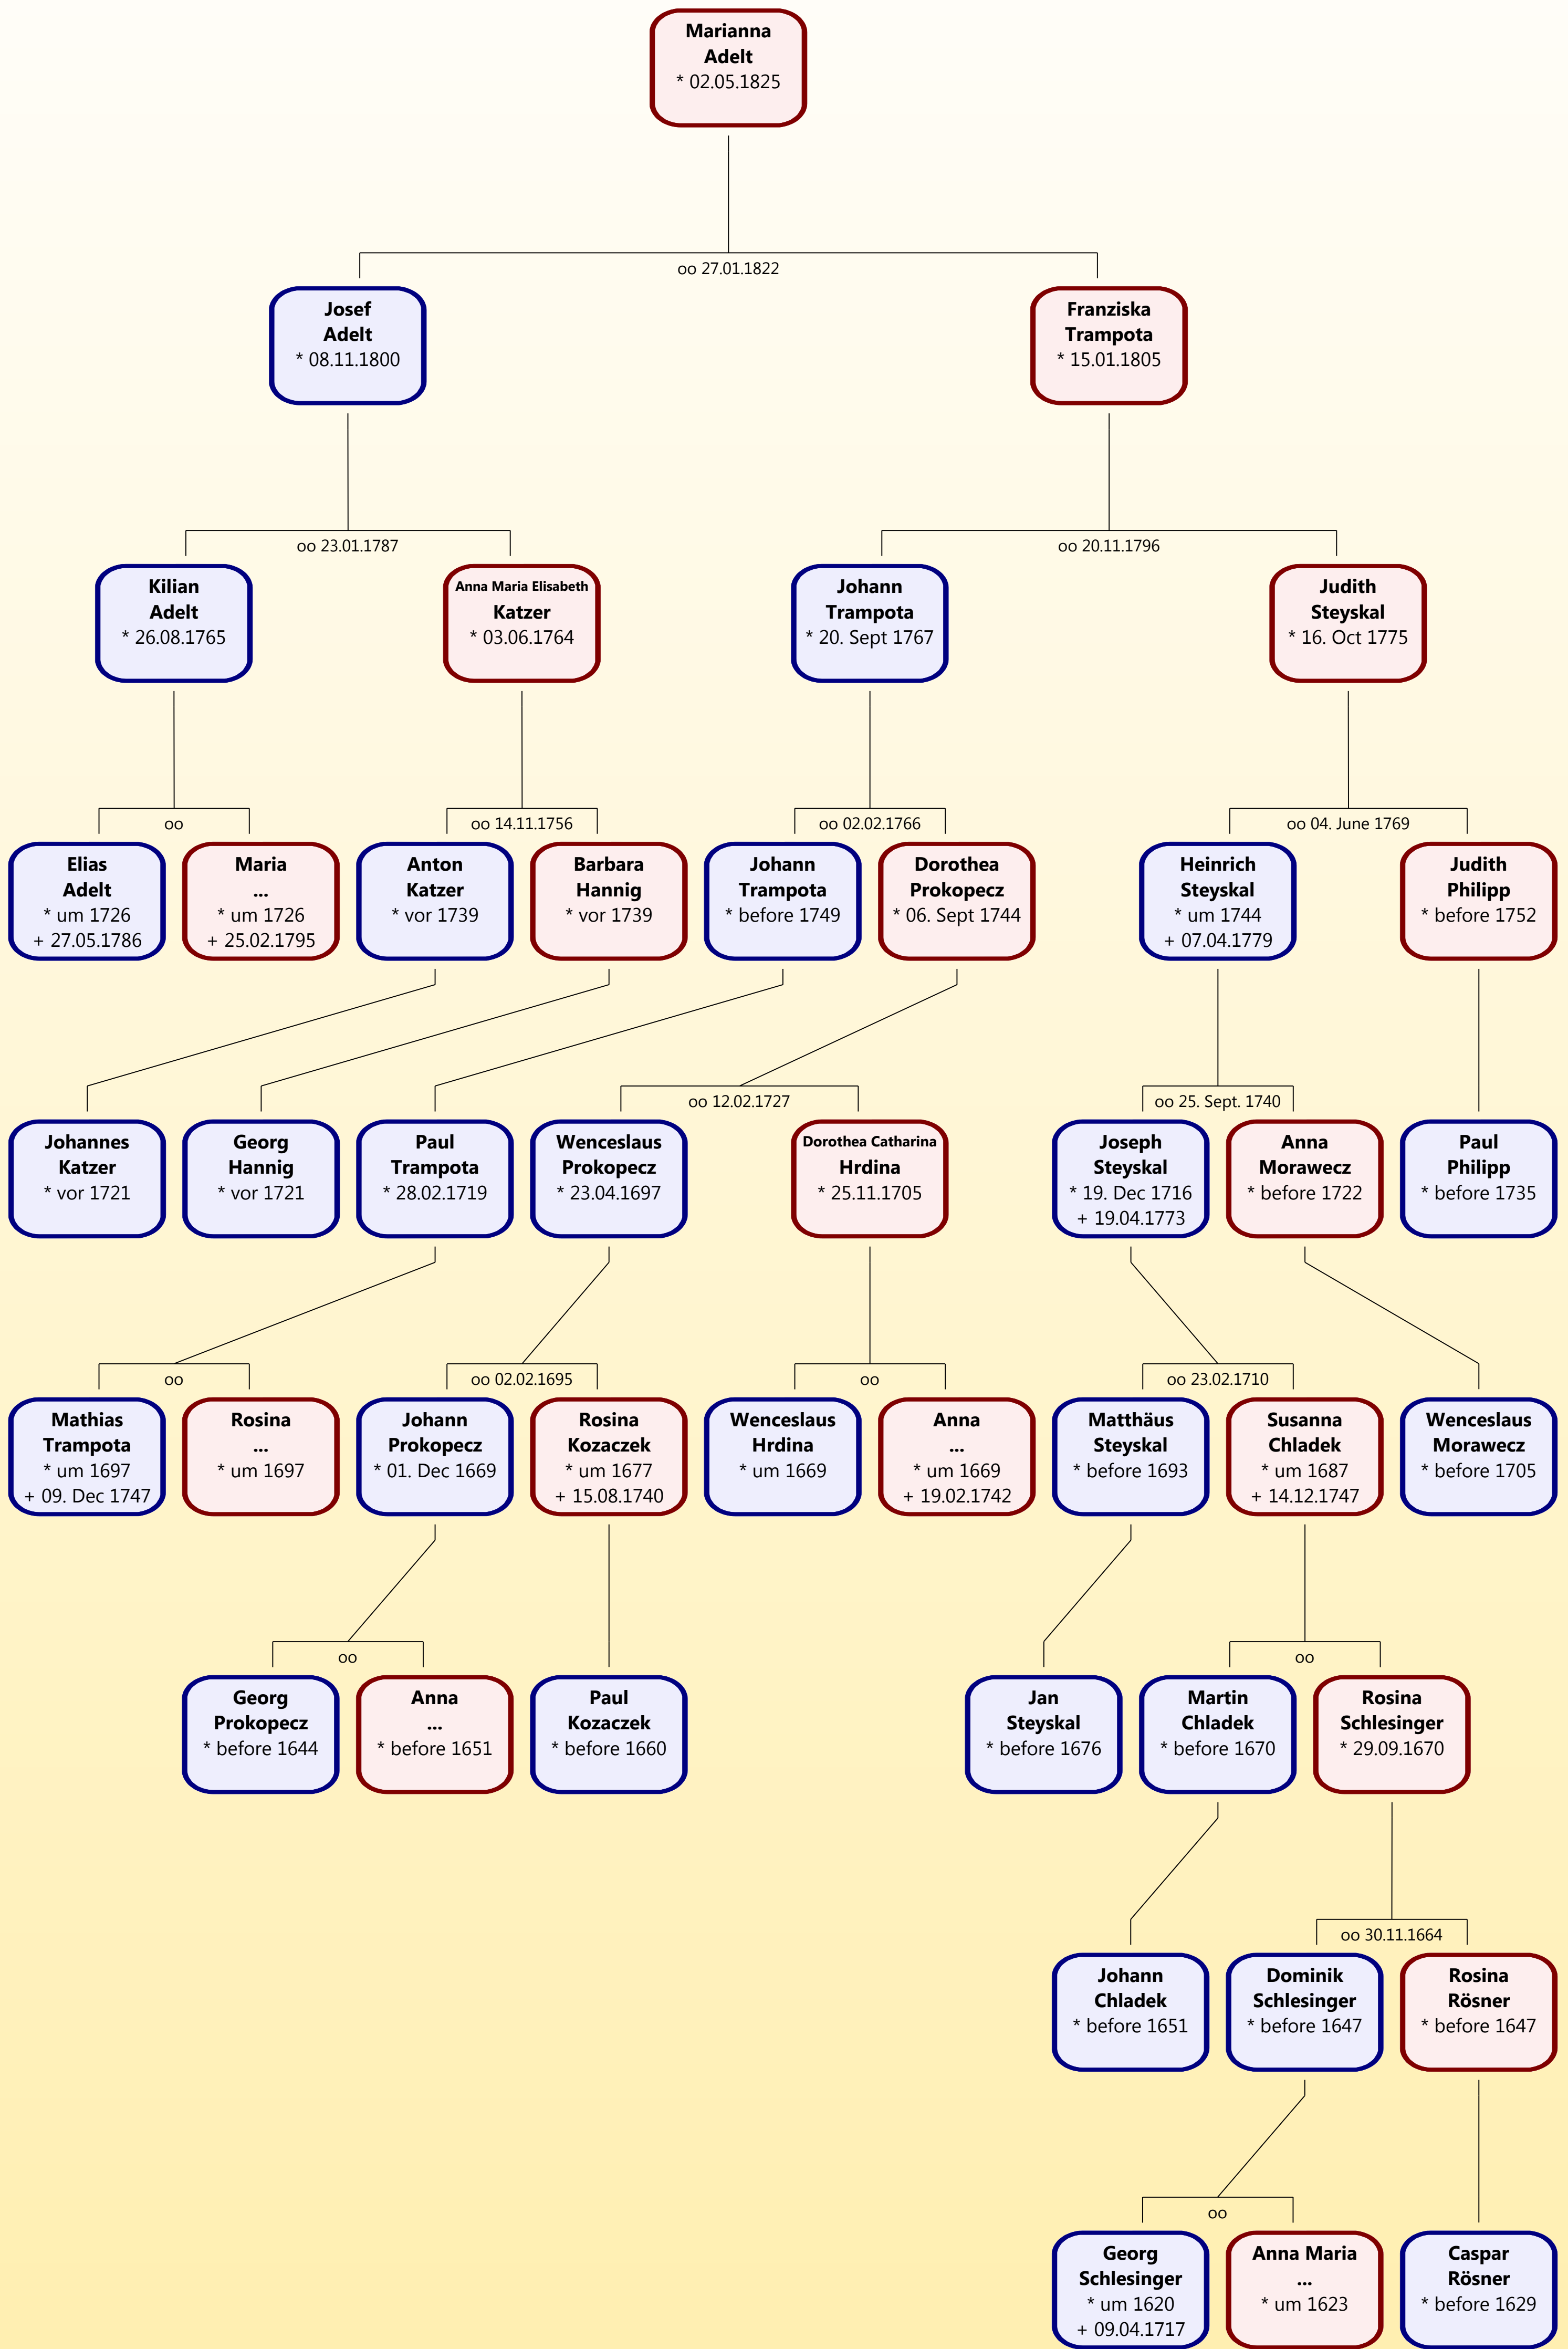 Marianna
Adelt
* 02.05.1825
oo 27.01.1822
Josef
Adelt
* 08.11.1800
Franziska
Trampota
* 15.01.1805
oo 23.01.1787
oo 20.11.1796
Kilian
Adelt
* 26.08.1765
Anna Maria Elisabeth
Katzer
* 03.06.1764
Johann
Trampota
* 20. Sept 1767
Judith
Steyskal
* 16. Oct 1775
oo
oo 14.11.1756
oo 02.02.1766
oo 04. June 1769
Elias
Adelt
* um 1726
+ 27.05.1786
Maria
...
* um 1726
+ 25.02.1795
Anton
Katzer
* vor 1739
Barbara
Hannig
* vor 1739
Johann
Trampota
* before 1749
Dorothea
Prokopecz
* 06. Sept 1744
Heinrich
Steyskal
* um 1744
+ 07.04.1779
Judith
Philipp
* before 1752
oo 12.02.1727
oo 25. Sept. 1740
Johannes
Katzer
* vor 1721
Georg
Hannig
* vor 1721
Paul
Trampota
* 28.02.1719
Wenceslaus
Prokopecz
* 23.04.1697
Dorothea Catharina
Hrdina
* 25.11.1705
Joseph
Steyskal
* 19. Dec 1716
+ 19.04.1773
Anna
Morawecz
* before 1722
Paul
Philipp
* before 1735
oo
oo 02.02.1695
oo
oo 23.02.1710
Mathias
Trampota
* um 1697
+ 09. Dec 1747
Rosina
...
* um 1697
Johann
Prokopecz
* 01. Dec 1669
Rosina
Kozaczek
* um 1677
+ 15.08.1740
Wenceslaus
Hrdina
* um 1669
Anna
...
* um 1669
+ 19.02.1742
Matthäus
Steyskal
* before 1693
Susanna
Chladek
* um 1687
+ 14.12.1747
Wenceslaus
Morawecz
* before 1705
oo
oo
Georg
Prokopecz
* before 1644
Anna
...
* before 1651
Paul
Kozaczek
* before 1660
Jan
Steyskal
* before 1676
Martin
Chladek
* before 1670
Rosina
Schlesinger
* 29.09.1670
oo 30.11.1664
Johann
Chladek
* before 1651
Dominik
Schlesinger
* before 1647
Rosina
Rösner
* before 1647
oo
Georg
Schlesinger
* um 1620
+ 09.04.1717
Anna Maria
...
* um 1623
Caspar
Rösner
* before 1629